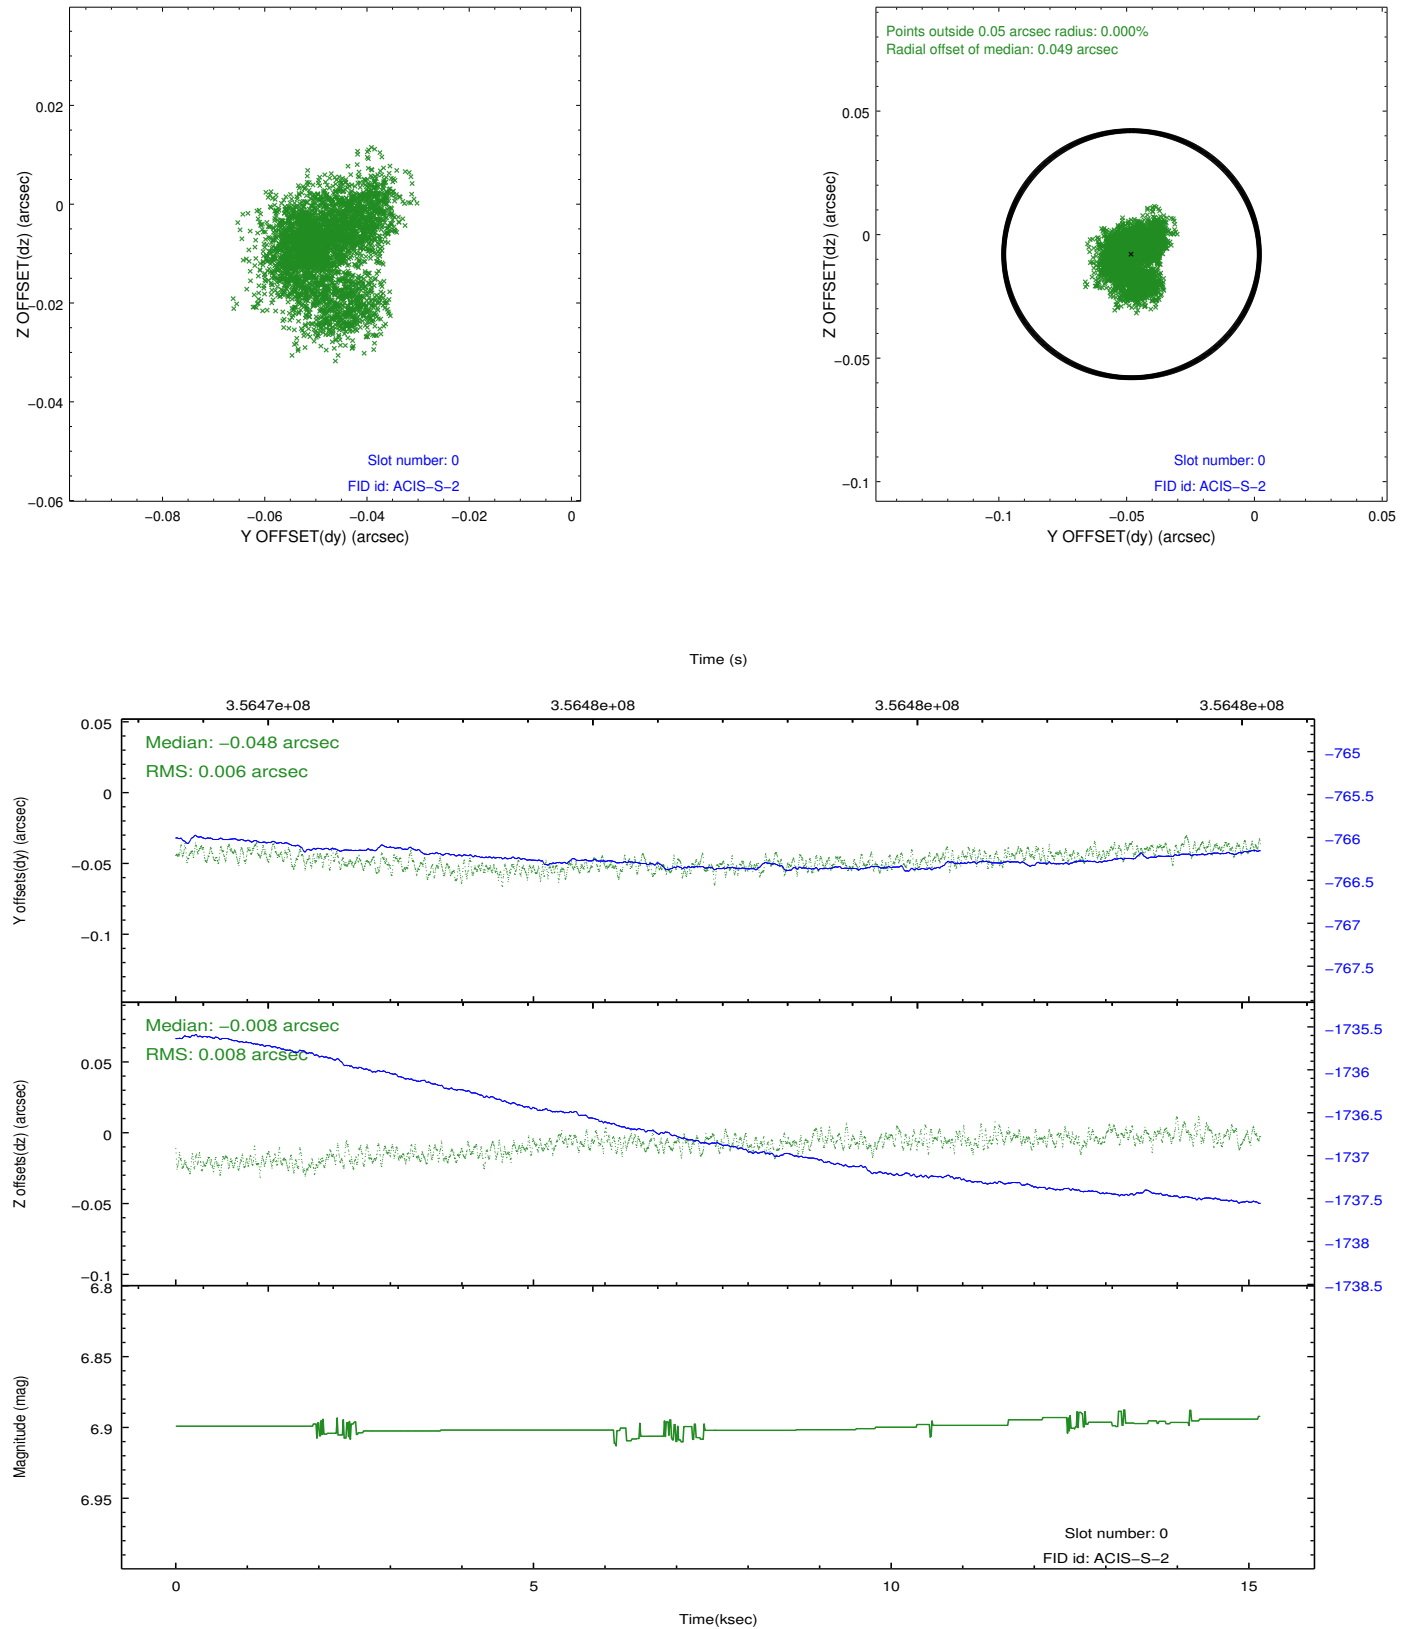 0.02
0
−0.02
−0.04
−0.06
Z OFFSET(dz) (arcsec)
Slot number: 0
FID id: ACIS−S−2
−0.08
−0.06
−0.04
−0.02
0
Y OFFSET(dy) (arcsec)
Points outside 0.05 arcsec radius: 0.000%
Radial offset of median: 0.049 arcsec
0.05
0
−0.05
−0.1
Z OFFSET(dz) (arcsec)
Slot number: 0
FID id: ACIS−S−2
−0.1
−0.05
0
0.05
Y OFFSET(dy) (arcsec)
Time (s)
3.5647e+08
3.5648e+08
3.5648e+08
3.5648e+08
Median: −0.048 arcsec
RMS: 0.006 arcsec
0.05
0
−0.05
−0.1
Y offsets(dy) (arcsec)
−765
−765.5
−766
−766.5
−767
−767.5
Median: −0.008 arcsec
RMS: 0.008 arcsec
0.05
0
−0.05
−0.1
Z offsets(dz) (arcsec)
−1735.5
−1736
−1736.5
−1737
−1737.5
−1738
−1738.5
6.8
6.85
6.9
6.95
Magnitude (mag)
Slot number: 0
FID id: ACIS−S−2
0
5
10
15
Time(ksec)